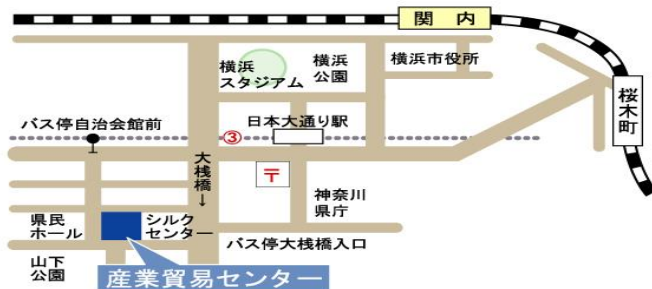 関内
横浜
スタジアム
横浜
公園
横浜市役所
桜木町
バス停自治会館前
③
日本大通り駅
大桟橋↓
〒
神奈川
県庁
県民
ホール
シルク
センター
バス停大桟橋入口
山下
公園
産業貿易センター